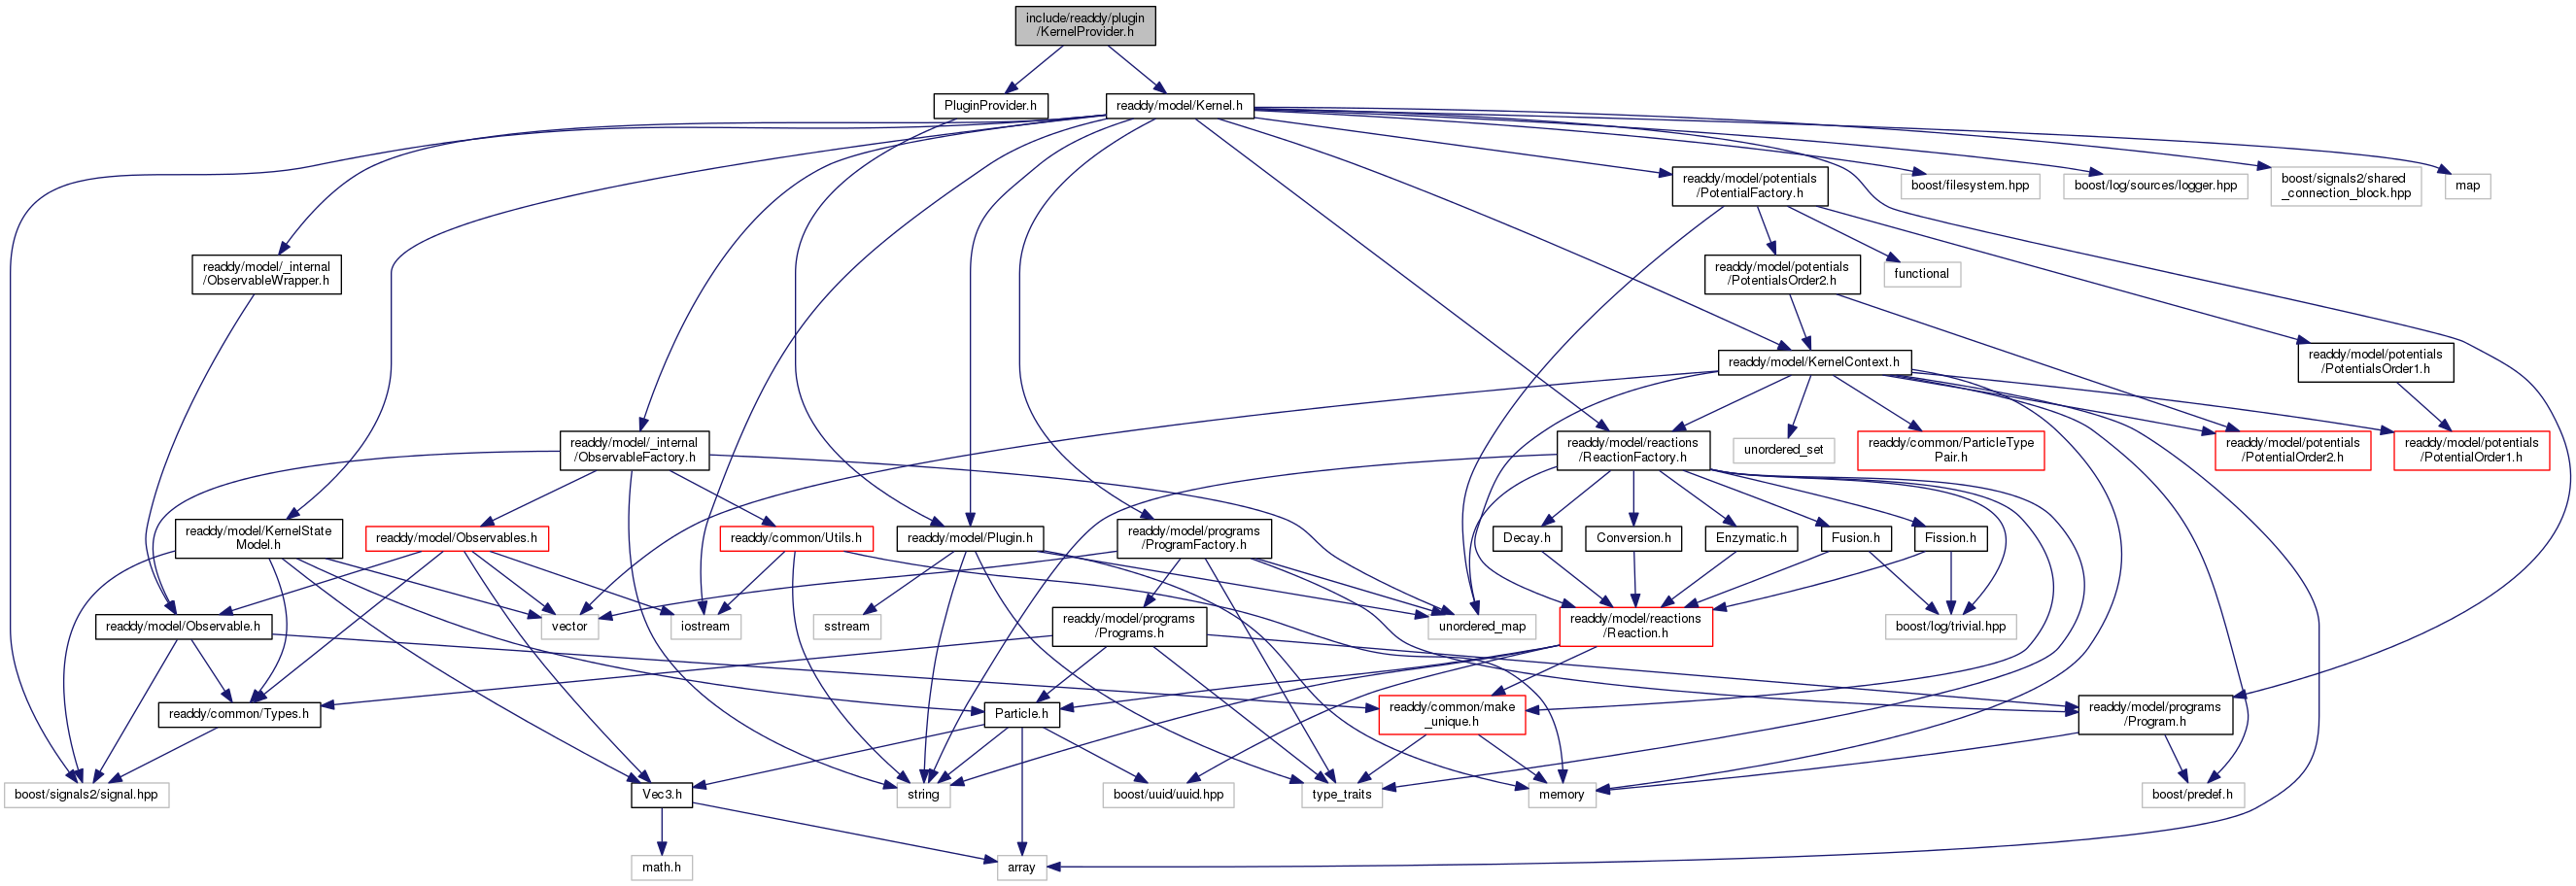 include/readdy/plugin
/KernelProvider.h
PluginProvider.h
readdy/model/Kernel.h
readdy/model/potentials
/PotentialFactory.h
boost/filesystem.hpp
boost/log/sources/logger.hpp
boost/signals2/shared
_connection_block.hpp
map
readdy/model/_internal
/ObservableWrapper.h
readdy/model/potentials
/PotentialsOrder2.h
functional
readdy/model/KernelContext.h
readdy/model/potentials
/PotentialsOrder1.h
readdy/model/_internal
/ObservableFactory.h
readdy/model/reactions
/ReactionFactory.h
unordered_set
readdy/common/ParticleType
Pair.h
readdy/model/potentials
/PotentialOrder2.h
readdy/model/potentials
/PotentialOrder1.h
readdy/model/KernelState
Model.h
readdy/model/Observables.h
readdy/common/Utils.h
readdy/model/Plugin.h
readdy/model/programs
/ProgramFactory.h
Decay.h
Conversion.h
Enzymatic.h
Fusion.h
Fission.h
readdy/model/Observable.h
vector
iostream
sstream
readdy/model/programs
/Programs.h
unordered_map
readdy/model/reactions
/Reaction.h
boost/log/trivial.hpp
readdy/common/Types.h
Particle.h
readdy/common/make
_unique.h
readdy/model/programs
/Program.h
boost/signals2/signal.hpp
Vec3.h
string
boost/uuid/uuid.hpp
type_traits
memory
boost/predef.h
math.h
array